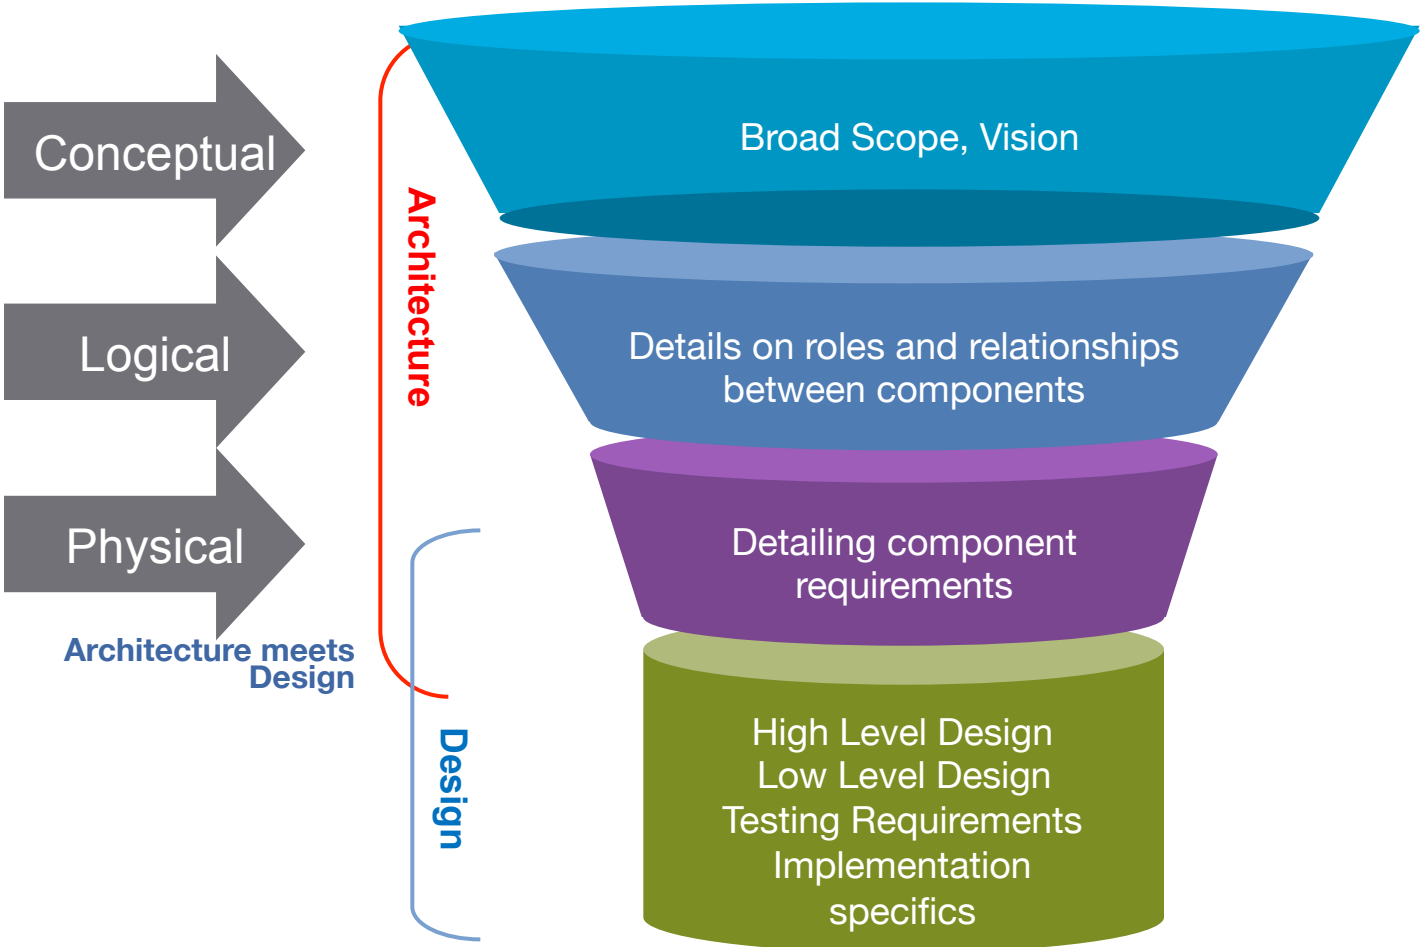 Conceptual
Broad Scope, Vision
Architecture
Logical
Details on roles and relationships
between components
Physical
Detailing component
requirements
Architecture meets
Design
Design
High Level Design
Low Level Design
Testing Requirements
Implementation
specifics